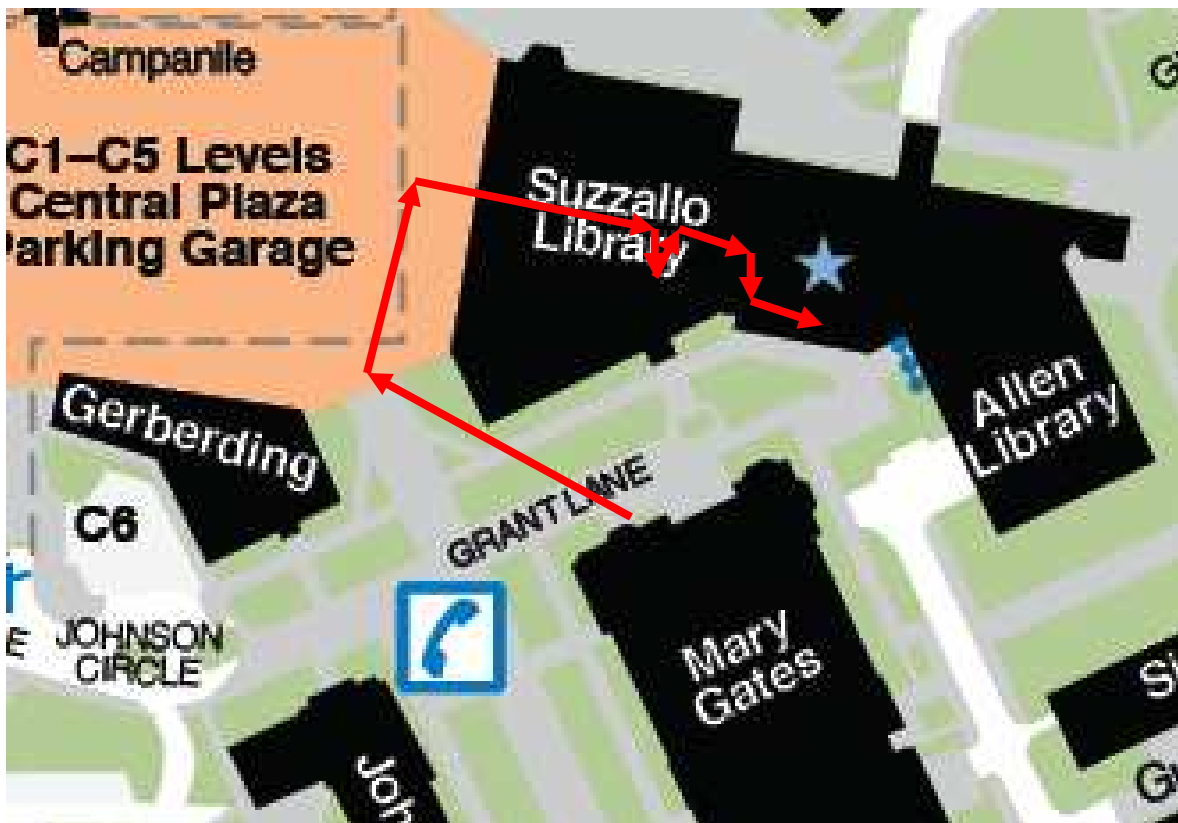 Campanile
C1–C5 Levels
Central Plaza
Parking Garage
Suzzallo
Library
Allen
Library
Gerberding
C6
GRANT LANE
JOHNSON
CIRCLE
Mary
Gates